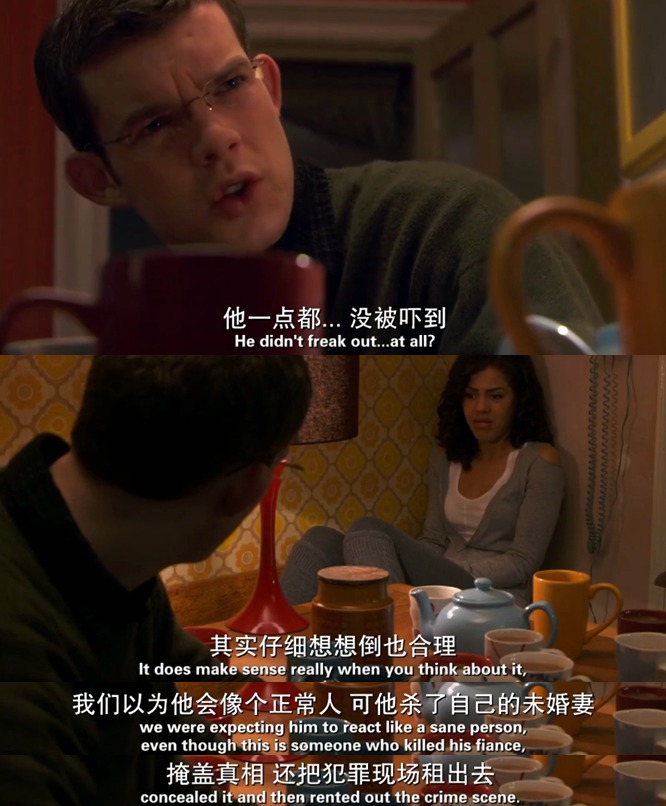 他一点都... 没被吓到
He didn't freak out...at all?
其实仔细想想倒也合理
It does make sense really when you think about it,
我们以为他会像个正常人 可他杀了自己的未婚妻
we were expecting him to react like a sane person,
even though this is someone who killed his fiance,
掩盖真相 还把犯罪现场租出去
concealed it and then rented out the crime scene.